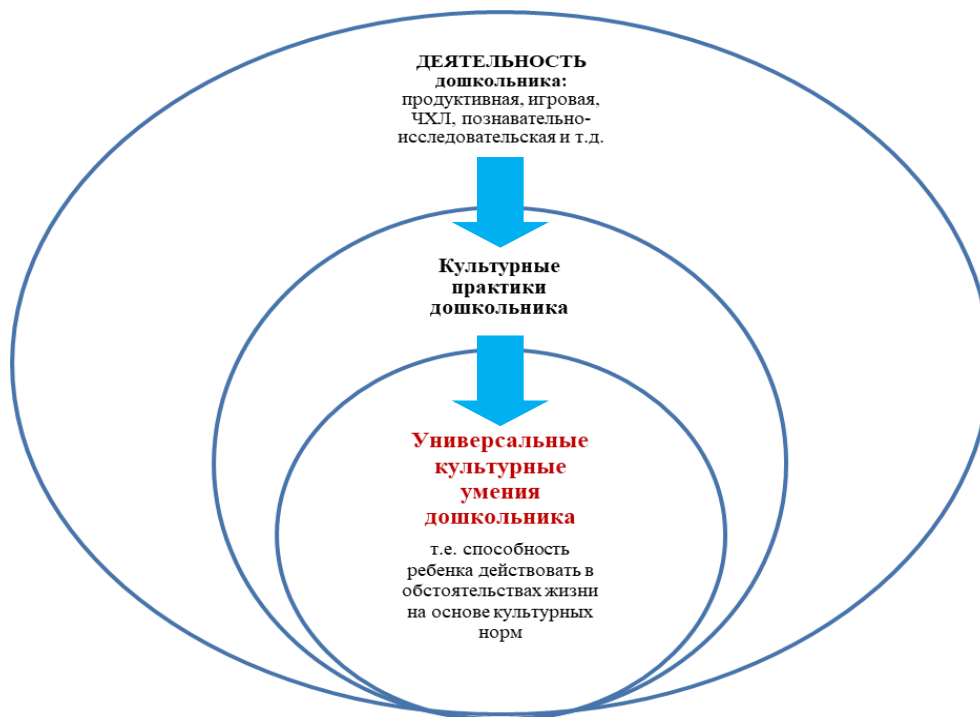 ДЕЯТЕЛЬНОСТЬ
дошкольника:
продуктивная, игровая,
ЧХЛ, познавательно-
исследовательская и т.д.
Культурные
практики
дошкольника
Универсальные
культурные
умения
дошкольника
т.е. способность
ребенка действовать в
обстоятельствах жизни
на основе культурных
норм